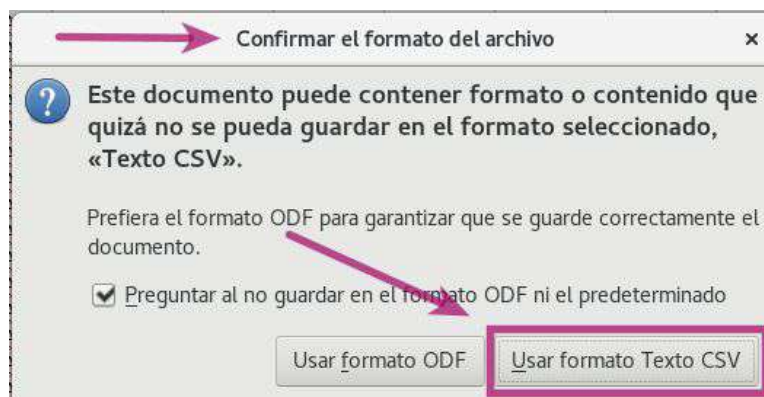 Confirmar el formato del archivo
Este documento puede contener formato o contenido que
quizá no se pueda guardar en el formato seleccionado,
«Texto CSV».
Prefiera el formato ODF para garantizar que se guarde correctamente el
documento.
Preguntar al no guardar en el formato ODF ni el predeterminado
Usar formato ODF
Usar formato Texto CSV